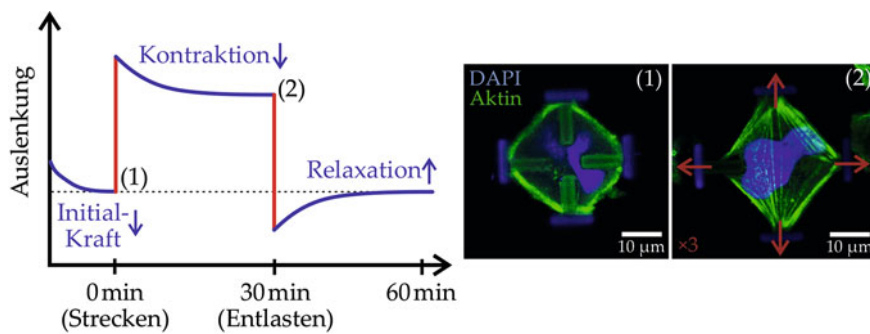 Auslenkung
Kontraktion ↓
(2)
(1)
Initial-
Kraft ↓
Relaxation ↑
0 min
(Strecken)
30 min
(Entlasten)
60 min
DAPI
Aktin
(1)
10 µm
(2)
×3
10 µm